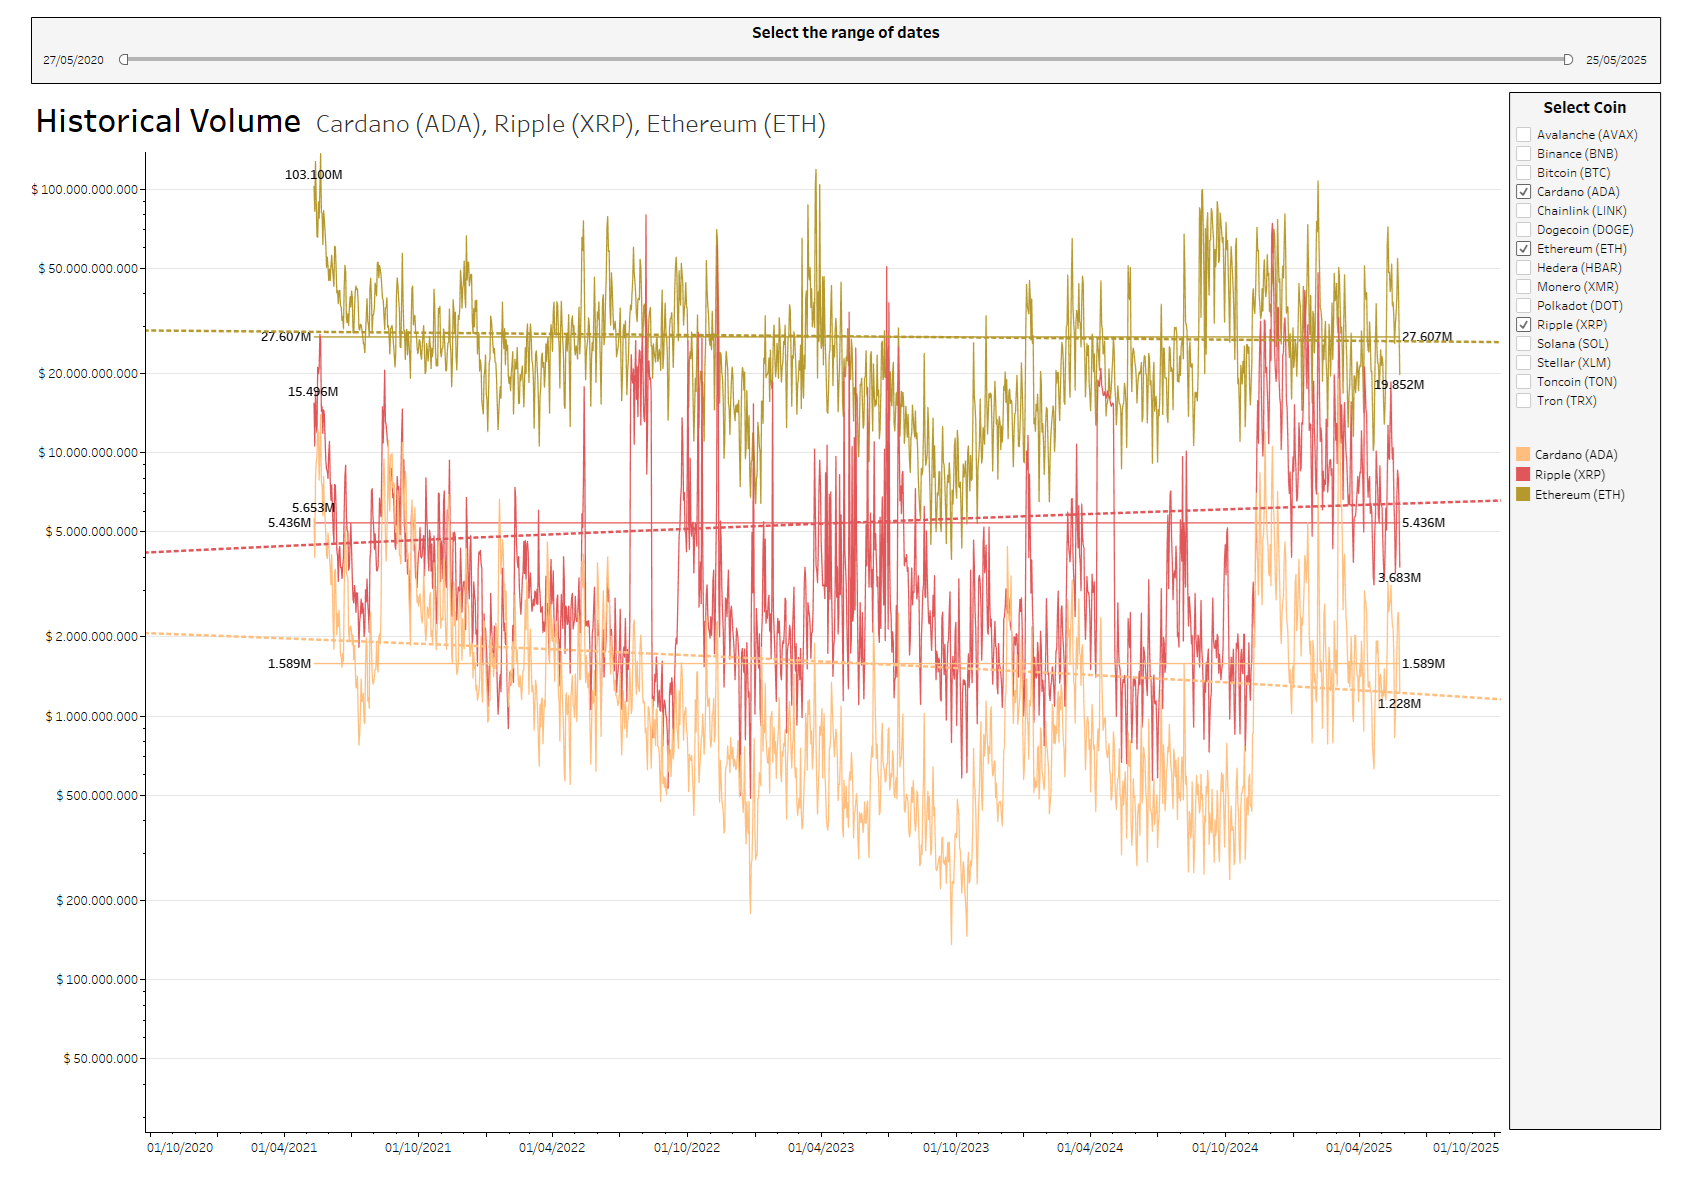 Select the range of dates
27/05/2020
25/05/2025
Historical Volume Cardano (ADA), Ripple (XRP), Ethereum (ETH)
$ 100.000.000.000
$ 50.000.000.000
$ 20.000.000.000
$ 10.000.000.000
$ 5.000.000.000
$ 2.000.000.000
$ 1.000.000.000
$ 500.000.000
$ 200.000.000
$ 100.000.000
$ 50.000.000
103.100M
27.607M
15.496M
5.653M
5.436M
1.589M
27.607M
19.852M
5.436M
3.683M
1.589M
1.228M
01/10/2020
01/04/2021
01/10/2021
01/04/2022
01/10/2022
01/04/2023
01/10/2023
01/04/2024
01/10/2024
01/04/2025
01/10/2025
Select Coin
Avalanche (AVAX)
Binance (BNB)
Bitcoin (BTC)
Cardano (ADA)
Chainlink (LINK)
Dogecoin (DOGE)
Ethereum (ETH)
Hedera (HBAR)
Monero (XMR)
Polkadot (DOT)
Ripple (XRP)
Solana (SOL)
Stellar (XLM)
Toncoin (TON)
Tron (TRX)
Cardano (ADA)
Ripple (XRP)
Ethereum (ETH)